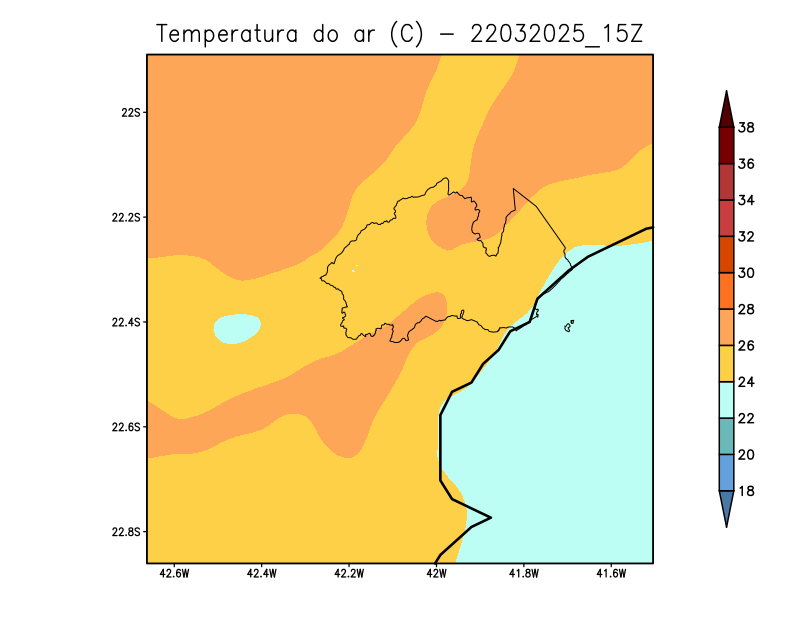 Temperatura do ar (C) - 22032025_15Z
22S
22.2S
22.4S
22.6S
22.8S
42.6W
42.4W
42.2W
42W
41.8W
41.6W
38
36
34
32
30
28
26
24
22
20
18